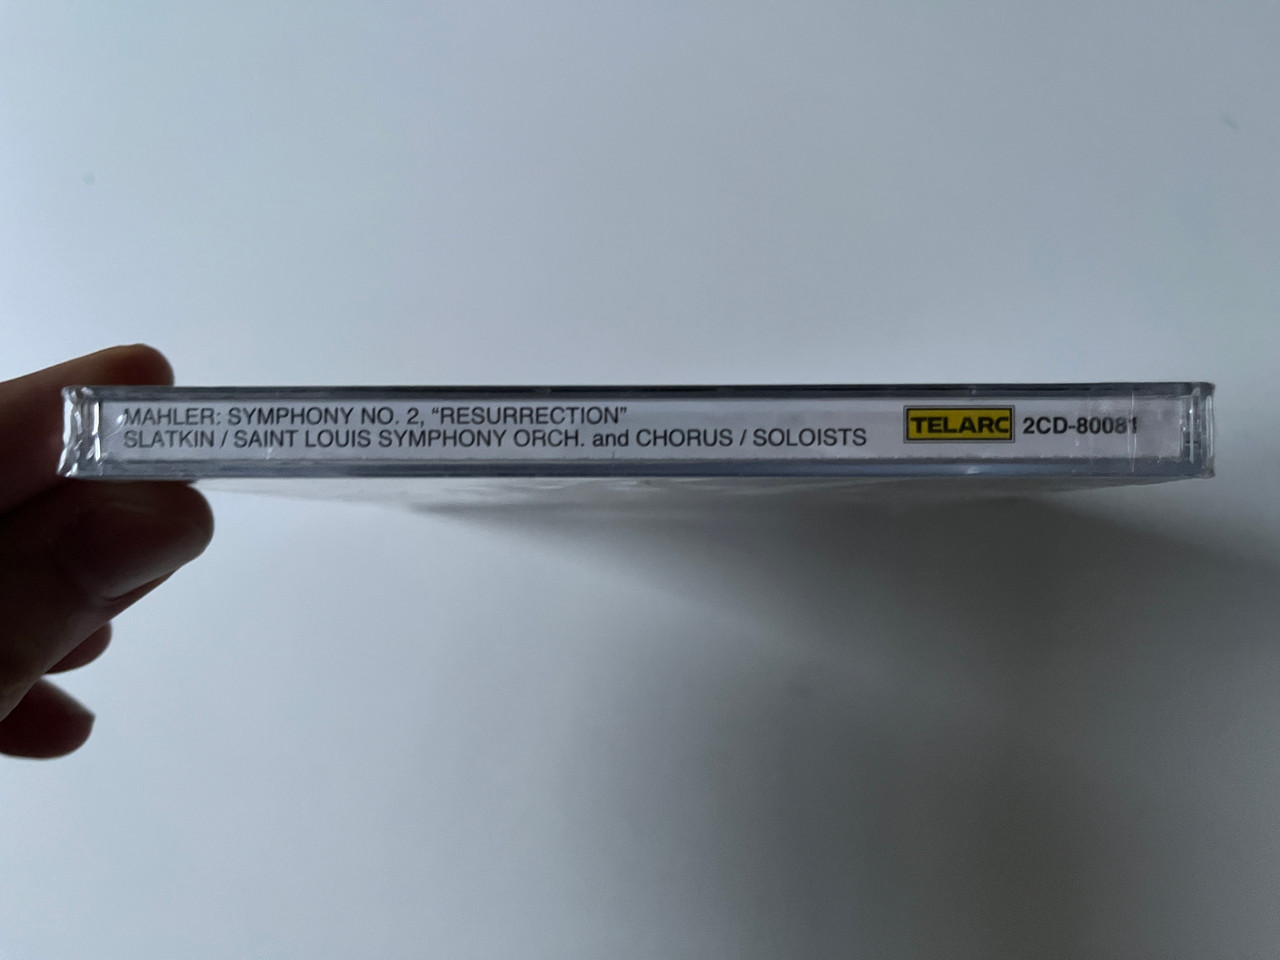 MAHLER: SYMPHONY NO. 2, “RESURRECTION”
SLATKIN / SAINT LOUIS SYMPHONY ORCH. and CHORUS / SOLOISTS
TELARC 2CD-80081